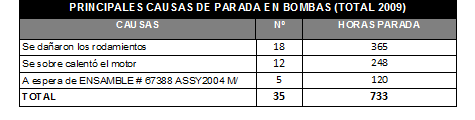 PRINCIPALES CAUSAS DE PARADA EN BOMBAS (TOTAL 2009)
CAUSAS Nº HORAS PARADA
Se dañaron los rodamientos 18 365
Se sobre calentó el motor 12 248
A espera de ENSAMBLE # 67388 ASSY2004 M/ 5 120
TOTAL 35 733